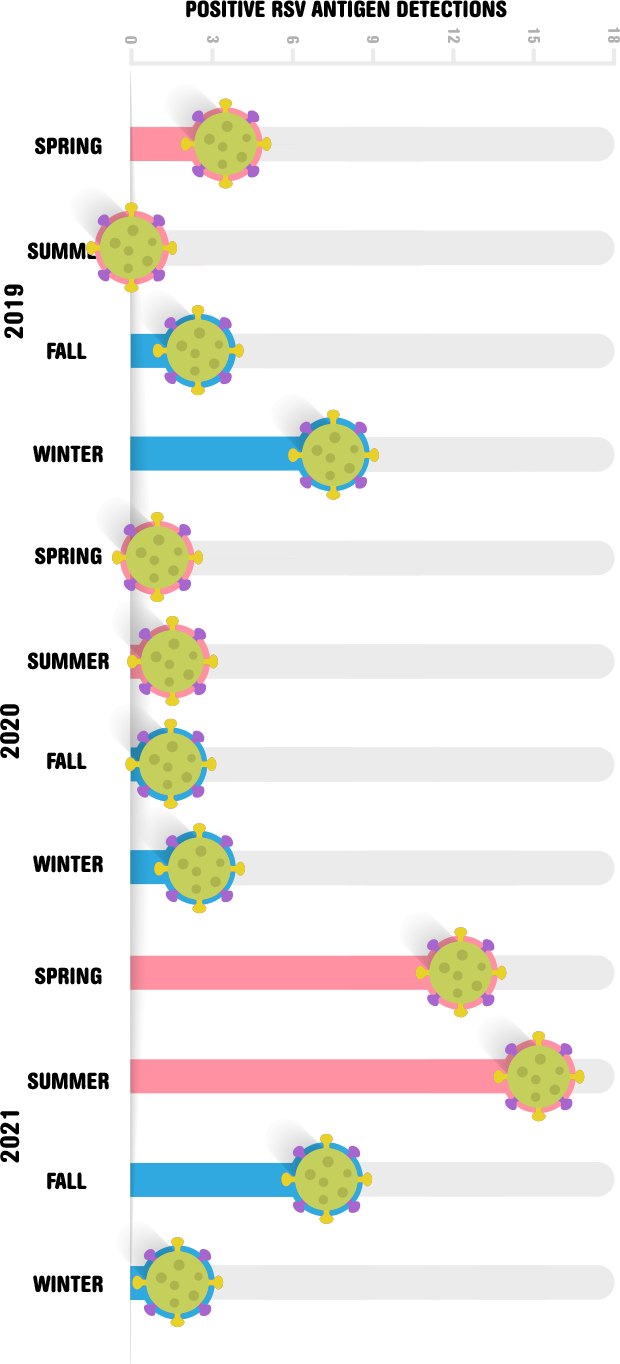 POSITIVE RSV ANTIGEN DETECTIONS
0 3 6 9 12 15 18
2019
SPRING
SUMME
FALL
WINTER
2020
SPRING
SUMMER
FALL
WINTER
2021
SPRING
SUMMER
FALL
WINTER